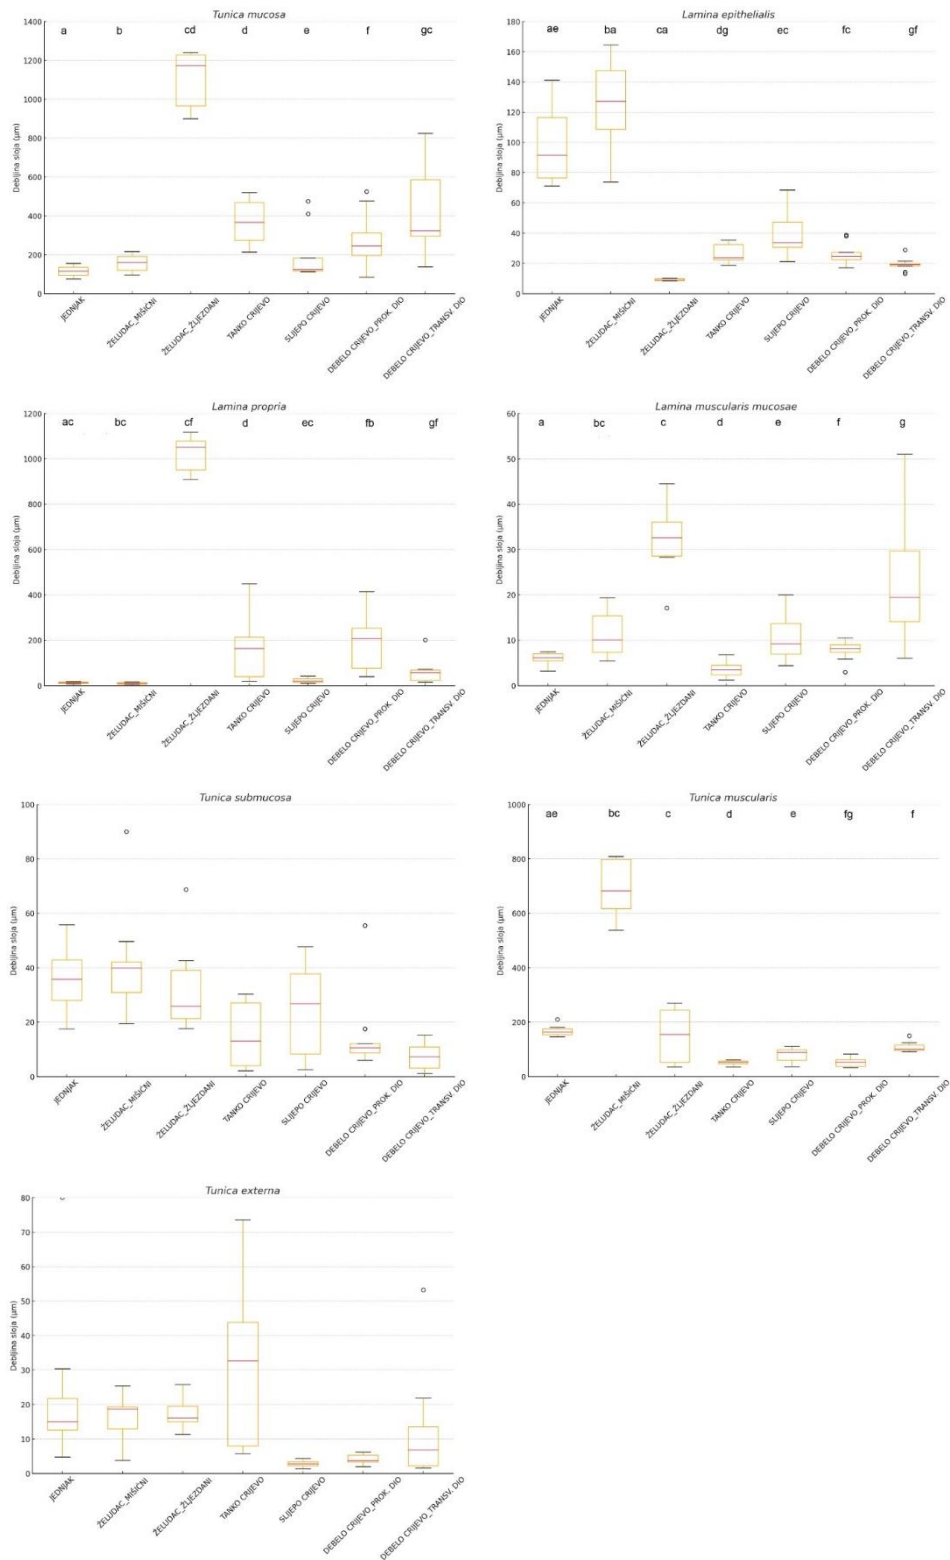 Tunica mucosa
1400
1200
1000
800
600
400
200
0
Debljina sloja (µm)
a b cd d e f gc
JEDNJAK
ŽELUDAC_MIŠIĆNI
ŽELUDAC_ŽLJEZDANI
TANKO CRIJEVO
SLIJEPO CRIJEVO
DEBELO CRIJEVO_PROK. DIO
DEBELO CRIJEVO_TRANSV. DIO
Lamina epithelialis
180
160
140
120
100
80
60
40
20
0
Debljina sloja (µm)
ae ba ca dg ec fc gf
JEDNJAK
ŽELUDAC_MIŠIĆNI
ŽELUDAC_ŽLJEZDANI
TANKO CRIJEVO
SLIJEPO CRIJEVO
DEBELO CRIJEVO_PROK. DIO
DEBELO CRIJEVO_TRANSV. DIO
Lamina propria
1200
1000
800
600
400
200
0
Debljina sloja (µm)
ac bc cf d ec fb gf
JEDNJAK
ŽELUDAC_MIŠIĆNI
ŽELUDAC_ŽLJEZDANI
TANKO CRIJEVO
SLIJEPO CRIJEVO
DEBELO CRIJEVO_PROK. DIO
DEBELO CRIJEVO_TRANSV. DIO
Lamina muscularis mucosae
60
50
40
30
20
10
0
Debljina sloja (µm)
a bc c d e f g
JEDNJAK
ŽELUDAC_MIŠIĆNI
ŽELUDAC_ŽLJEZDANI
TANKO CRIJEVO
SLIJEPO CRIJEVO
DEBELO CRIJEVO_PROK. DIO
DEBELO CRIJEVO_TRANSV. DIO
Tunica submucosa
100
80
60
40
20
0
Debljina sloja (µm)
JEDNJAK
ŽELUDAC_MIŠIĆNI
ŽELUDAC_ŽLJEZDANI
TANKO CRIJEVO
SLIJEPO CRIJEVO
DEBELO CRIJEVO_PROK. DIO
DEBELO CRIJEVO_TRANSV. DIO
Tunica muscularis
1000
800
600
400
200
0
Debljina sloja (µm)
ae bc c d e fg f
JEDNJAK
ŽELUDAC_MIŠIĆNI
ŽELUDAC_ŽLJEZDANI
TANKO CRIJEVO
SLIJEPO CRIJEVO
DEBELO CRIJEVO_PROK. DIO
DEBELO CRIJEVO_TRANSV. DIO
Tunica externa
80
70
60
50
40
30
20
10
0
Debljina sloja (µm)
JEDNJAK
ŽELUDAC_MIŠIĆNI
ŽELUDAC_ŽLJEZDANI
TANKO CRIJEVO
SLIJEPO CRIJEVO
DEBELO CRIJEVO_PROK. DIO
DEBELO CRIJEVO_TRANSV. DIO